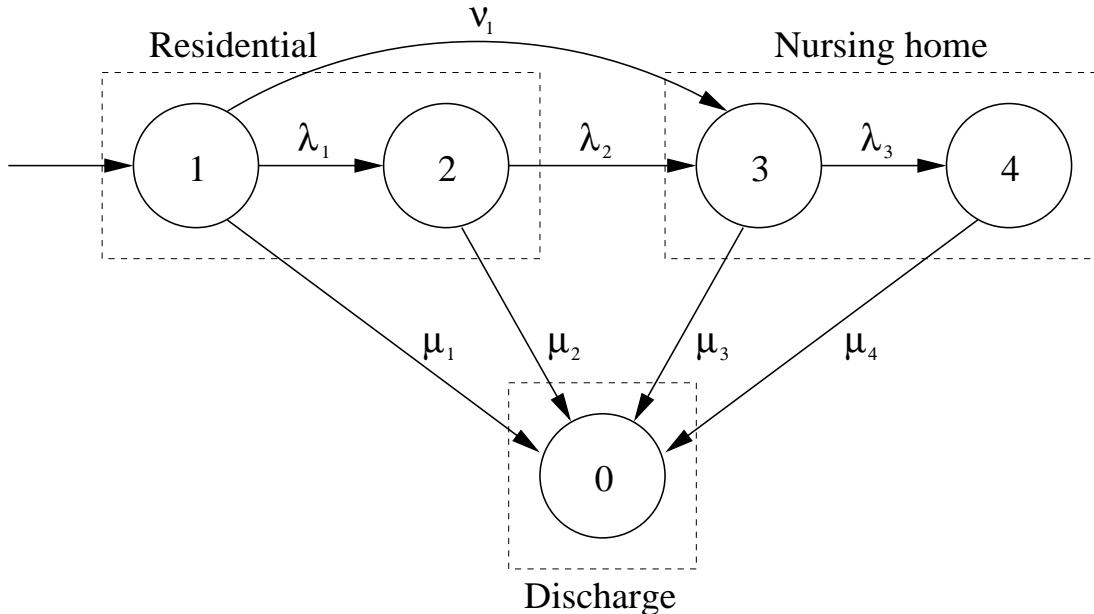 ν₁
Residential
Nursing home
λ₁
λ₂
λ₃
1
2
3
4
μ₁
μ₂
μ₃
μ₄
0
Discharge